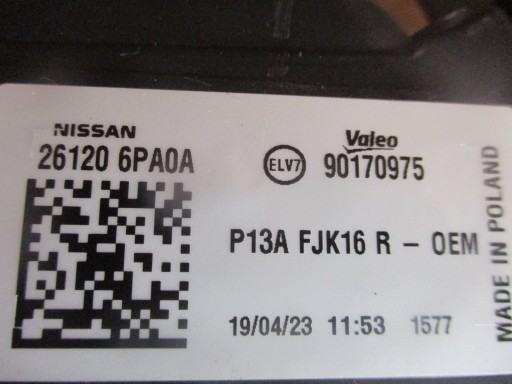 NISSAN
26120 6PA0A
Valeo
ELV7 90170975
P13A FJK16 R - OEM
19/04/23 11:53 1577
MADE IN POLAND